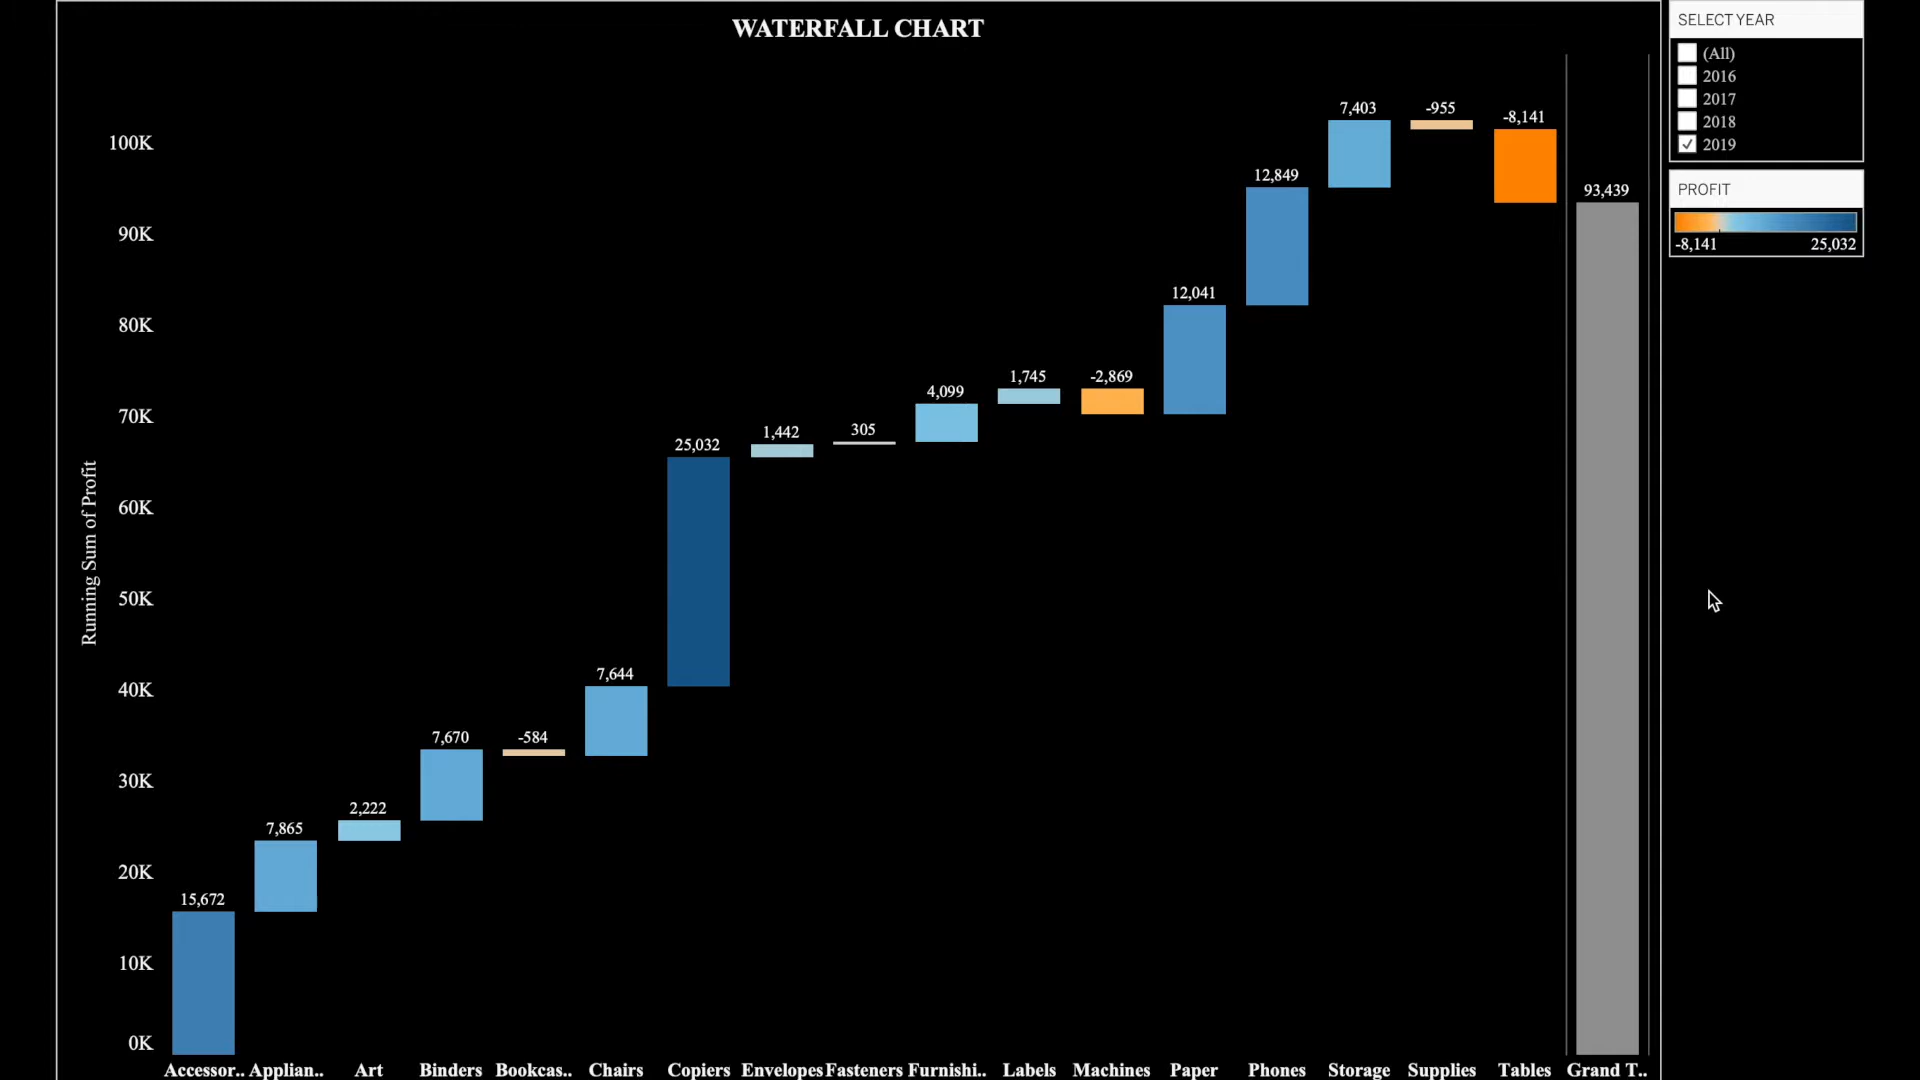 WATERFALL CHART
SELECT YEAR
(All)
2016
2017
2018
2019
PROFIT
-8,141 25,032
Running Sum of Profit
100K
90K
80K
70K
60K
50K
40K
30K
20K
10K
0K
15,672
7,865
2,222
7,670
-584
7,644
25,032
1,442
305
4,099
1,745
-2,869
12,041
12,849
7,403
-955
-8,141
93,439
Accessor.. Applian.. Art Binders Bookcas.. Chairs Copiers Envelopes Fasteners Furnishi.. Labels Machines Paper Phones Storage Supplies Tables Grand T..